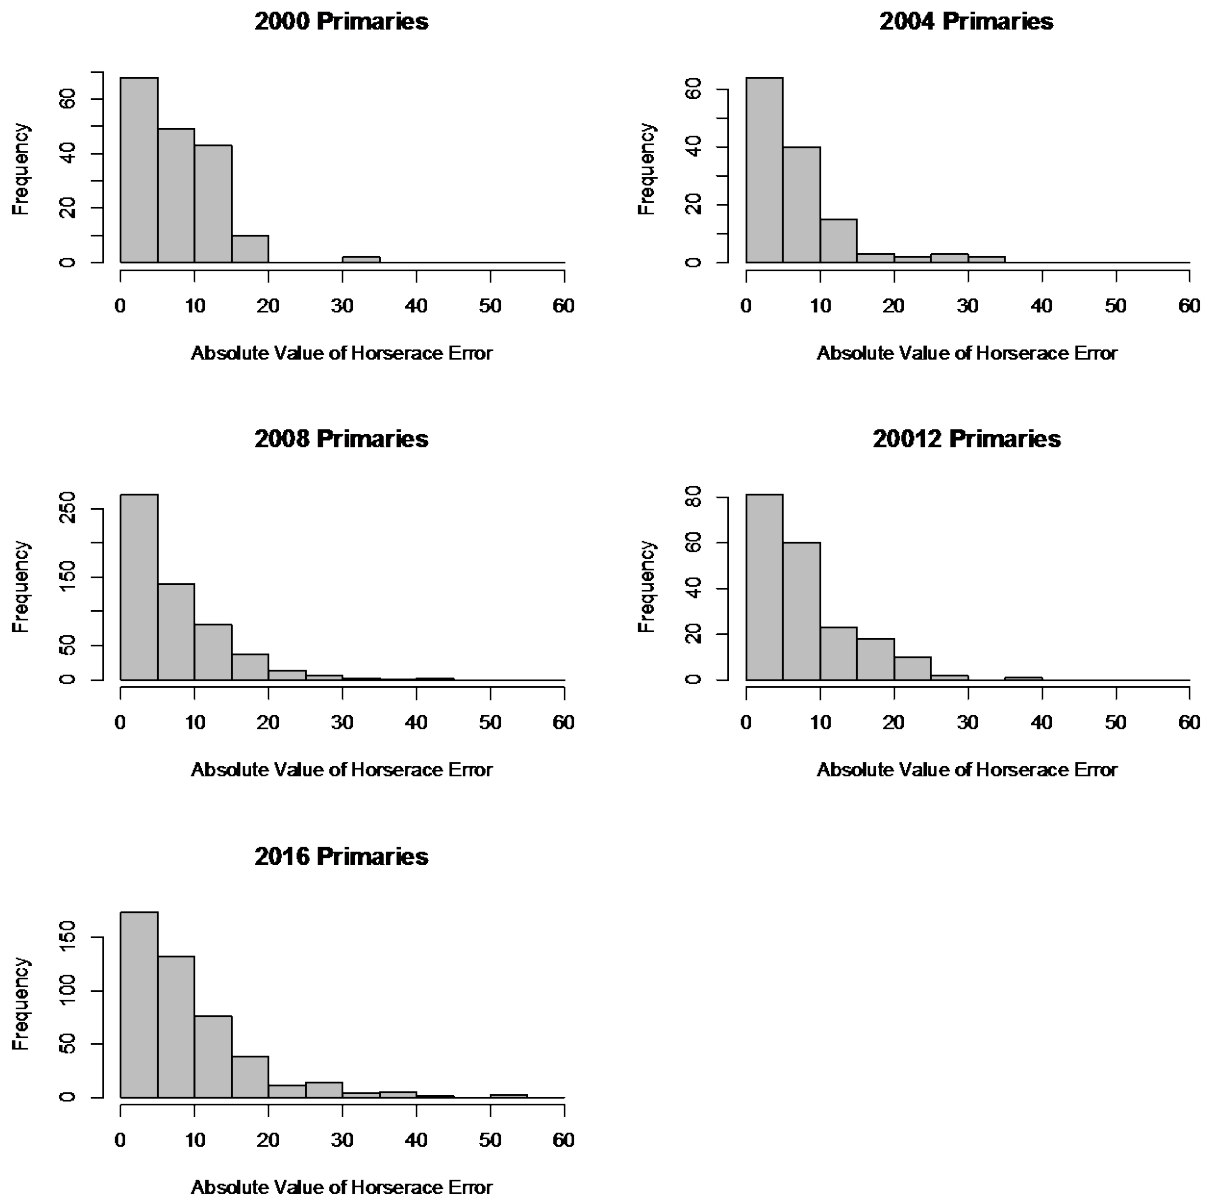 2000 Primaries
Frequency
0
20
40
60
0 10 20 30 40 50 60
Absolute Value of Horserace Error
2004 Primaries
Frequency
0
20
40
60
0 10 20 30 40 50 60
Absolute Value of Horserace Error
2008 Primaries
Frequency
0
50
150
250
0 10 20 30 40 50 60
Absolute Value of Horserace Error
20012 Primaries
Frequency
0
20
40
60
80
0 10 20 30 40 50 60
Absolute Value of Horserace Error
2016 Primaries
Frequency
0
50
100
150
0 10 20 30 40 50 60
Absolute Value of Horserace Error